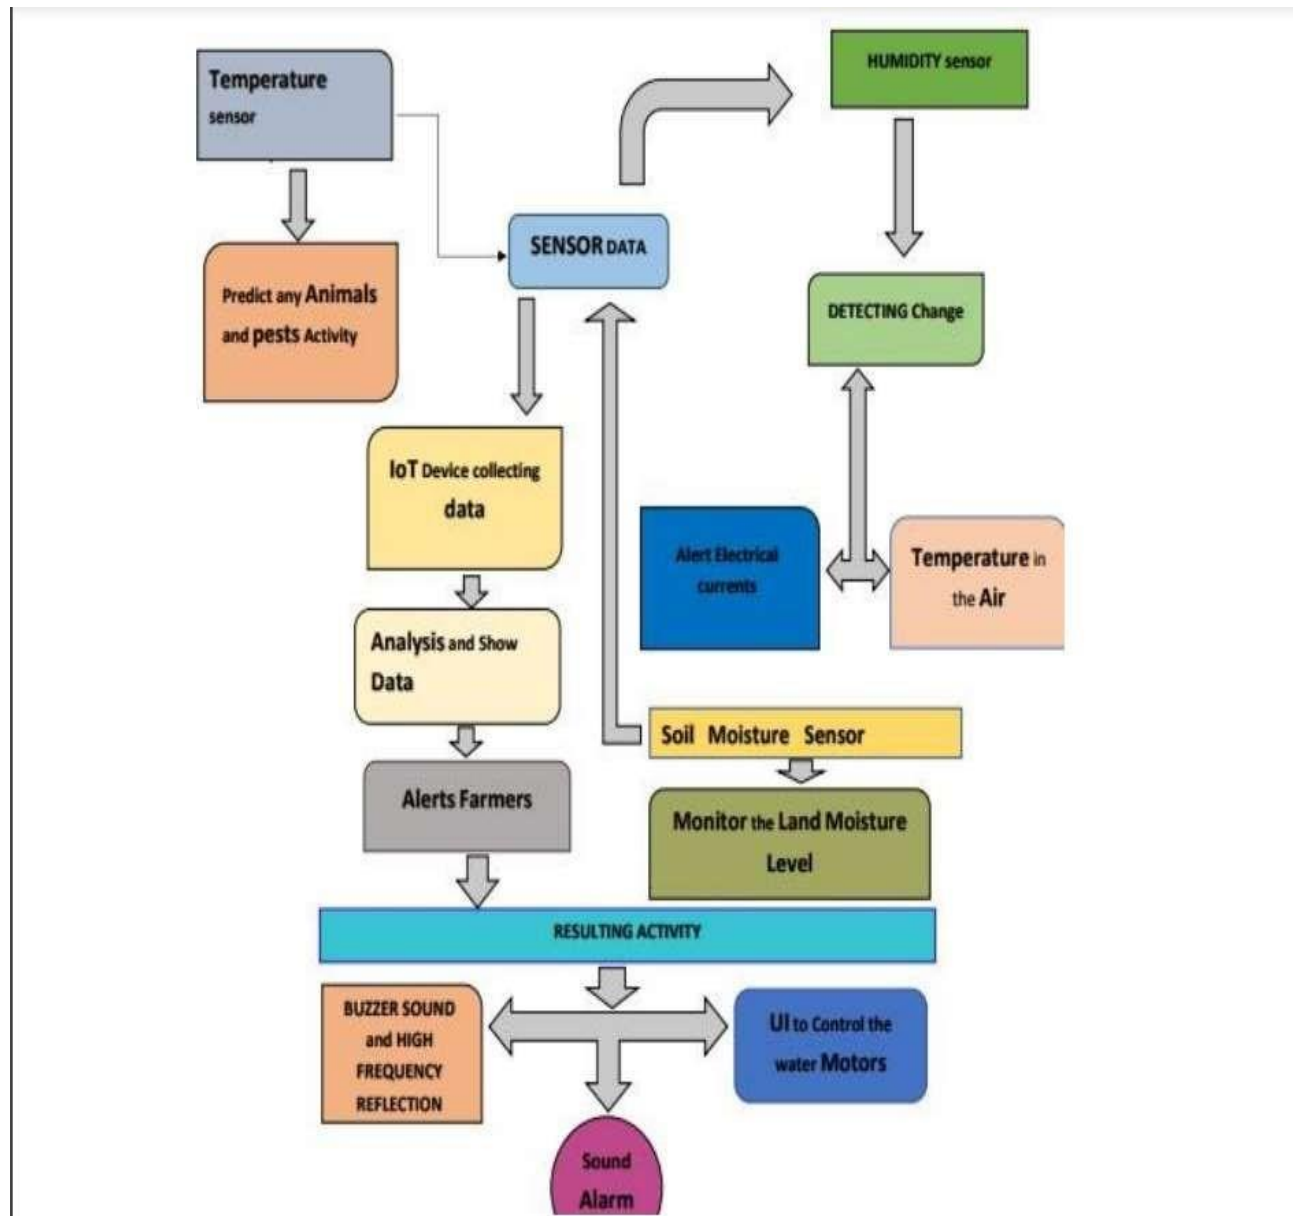 Temperature
sensor
HUMIDITY sensor
SENSOR DATA
Predict any Animals
and pests Activity
DETECTING Change
IoT Device collecting
data
Alert Electrical
currents
Temperature in
the Air
Analysis and Show
Data
Soil Moisture Sensor
Alerts Farmers
Monitor the Land Moisture
Level
RESULTING ACTIVITY
BUZZER SOUND
and HIGH
FREQUENCY
REFLECTION
UI to Control the
water Motors
Sound
Alarm